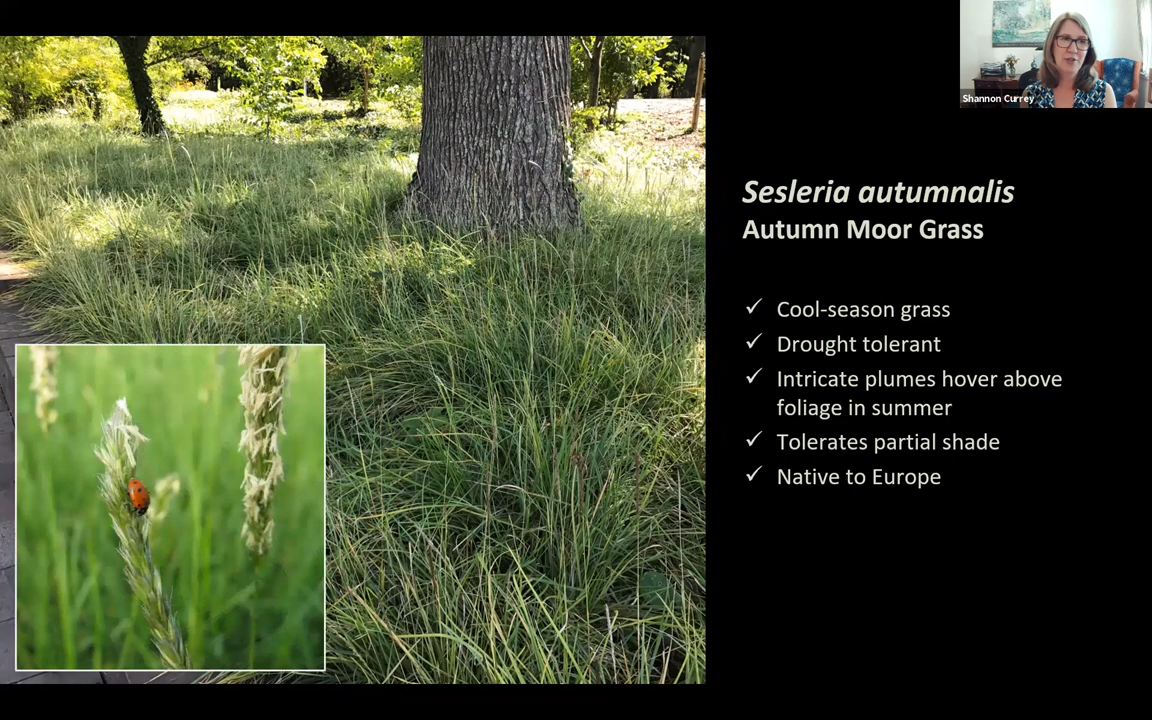 Shannon Currey
Sesleria autumnalis
Autumn Moor Grass
✓ Cool-season grass
✓ Drought tolerant
✓ Intricate plumes hover above
foliage in summer
✓ Tolerates partial shade
✓ Native to Europe